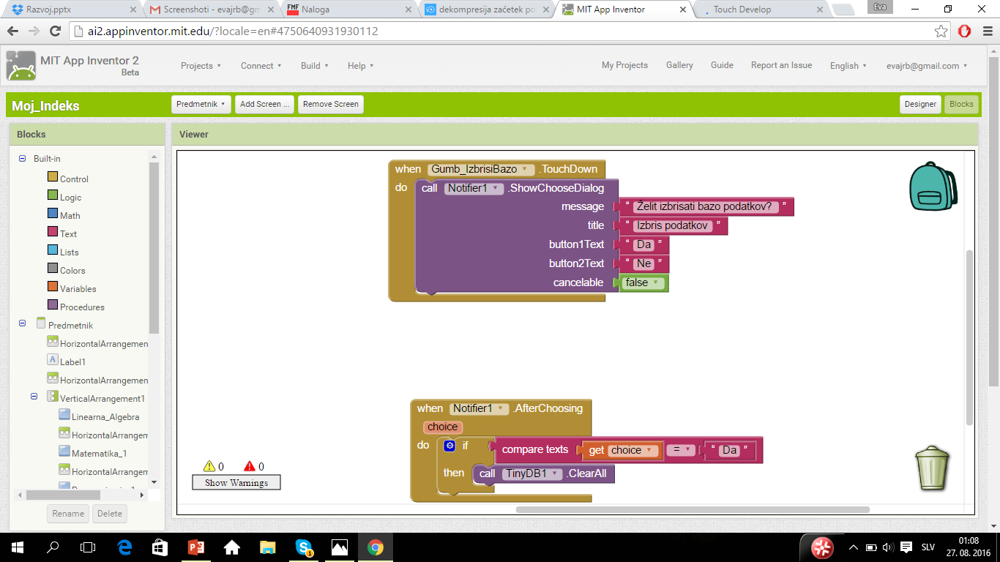 Razvoj.pptx
Screenshoti - evajrb@gm
FMF Naloga
dekompresija začetek po
MIT App Inventor
Touch Develop
Eva
ai2.appinventor.mit.edu/?locale=en#4750640931930112
MIT App Inventor 2
Beta
Projects
Connect
Build
Help
My Projects
Gallery
Guide
Report an Issue
English
evajrb@gmail.com
Moj_Indeks
Predmetnik
Add Screen ...
Remove Screen
Designer
Blocks
Blocks
Built-in
Control
Logic
Math
Text
Lists
Colors
Variables
Procedures
Predmetnik
HorizontalArrangemen
Label1
HorizontalArrangemen
VerticalArrangement1
Linearna_Algebra
HorizontalArrangemen
Matematika_1
HorizontalArrangemen
Rename
Delete
Viewer
when Gumb_IzbrisiBazo .TouchDown
do call Notifier1 .ShowChooseDialog
message “ Želit izbrisati bazo podatkov? ”
title “ Izbris podatkov ”
button1Text “ Da ”
button2Text “ Ne ”
cancelable false
when Notifier1 .AfterChoosing
choice
do if compare texts get choice = “ Da ”
then call TinyDB1 .ClearAll
0 0
Show Warnings
1
SLV
01:08
27. 08. 2016